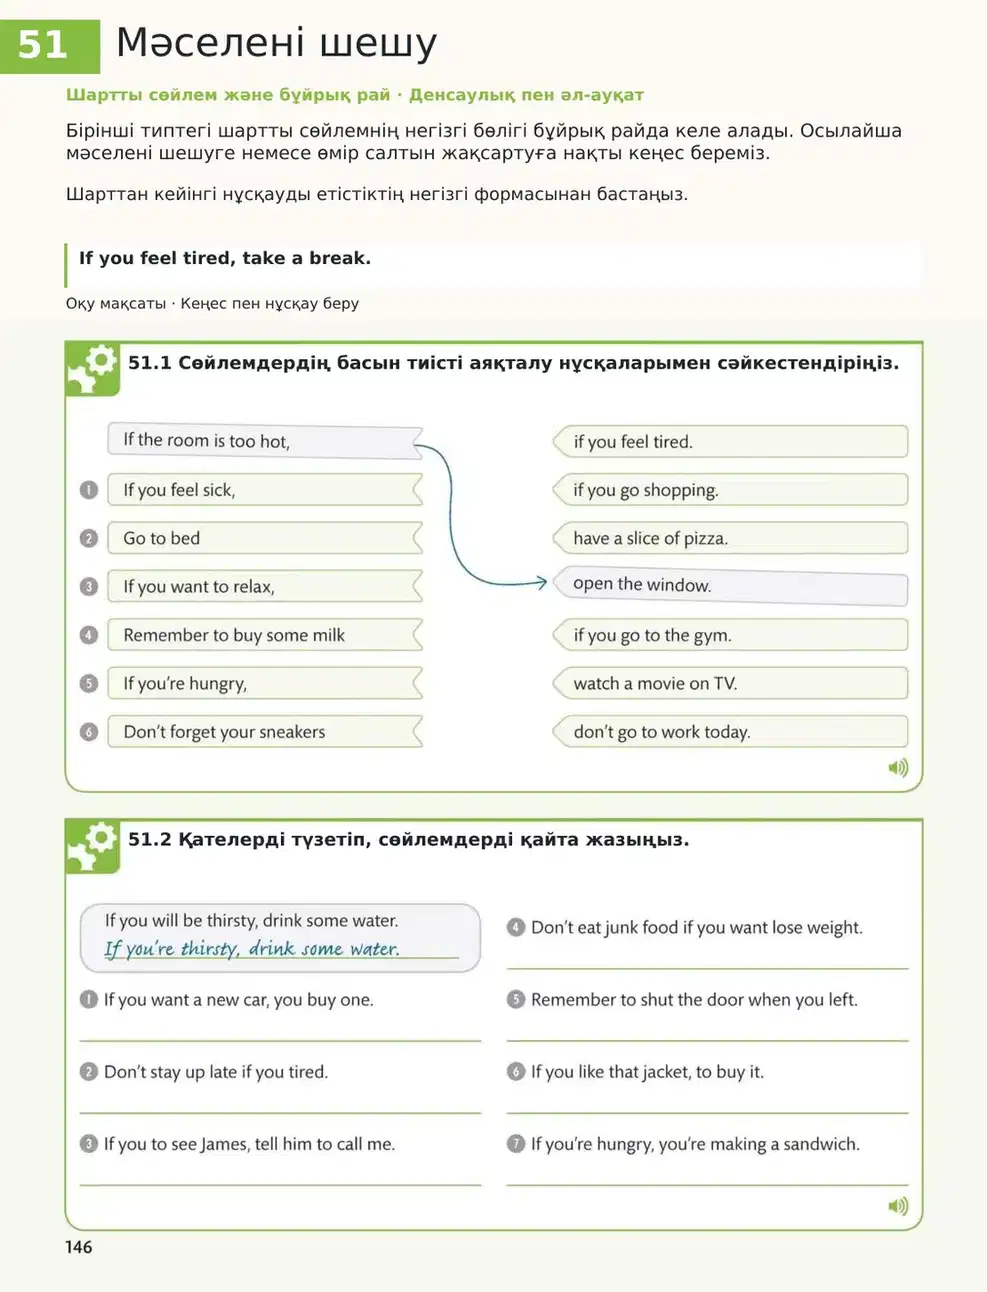 51
Мәселені шешу
Шартты сөйлем және бұйрық рай · Денсаулық пен әл-ауқат
Бірінші типтегі шартты сөйлемнің негізгі бөлігі бұйрық райда келе алады. Осылайша
мәселені шешуге немесе өмір салтын жақсартуға нақты кеңес береміз.
Шарттан кейінгі нұсқауды етістіктің негізгі формасынан бастаңыз.
If you feel tired, take a break.
Оқу мақсаты · Кеңес пен нұсқау беру
51.1 Сөйлемдердің басын тиісті аяқталу нұсқаларымен сәйкестендіріңіз.
If the room is too hot,
1 If you feel sick,
2 Go to bed
3 If you want to relax,
4 Remember to buy some milk
5 If you're hungry,
6 Don't forget your sneakers
if you feel tired.
if you go shopping.
have a slice of pizza.
open the window.
if you go to the gym.
watch a movie on TV.
don't go to work today.
51.2 Қателерді түзетіп, сөйлемдерді қайта жазыңыз.
If you will be thirsty, drink some water.
If you're thirsty, drink some water.
1 If you want a new car, you buy one.
2 Don't stay up late if you tired.
3 If you to see James, tell him to call me.
4 Don't eat junk food if you want lose weight.
5 Remember to shut the door when you left.
6 If you like that jacket, to buy it.
7 If you're hungry, you're making a sandwich.
146